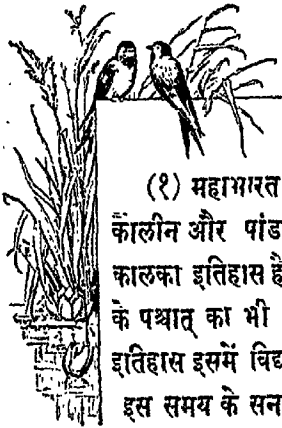 (१) महाभारत
कालीन और पांड
कालका इतिहास है
के पश्चात् का भी
इतिहास इसमें विद्य
इस समय के सन